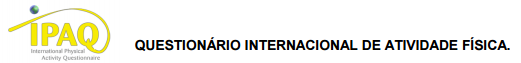 IPAQ
International Physical
Activity Questionnaire
QUESTIONÁRIO INTERNACIONAL DE ATIVIDADE FÍSICA.